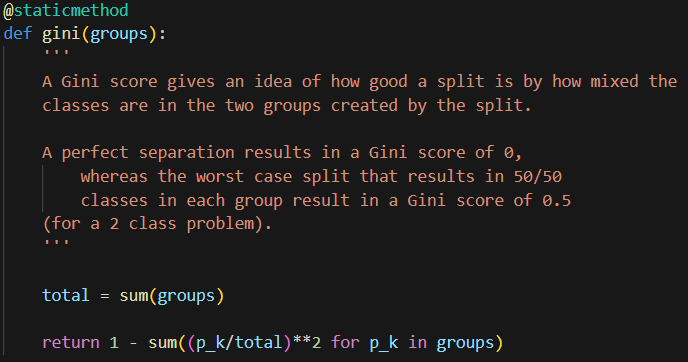 @staticmethod
def gini(groups):
    '''
    A Gini score gives an idea of how good a split is by how mixed the
    classes are in the two groups created by the split.

    A perfect separation results in a Gini score of 0,
        whereas the worst case split that results in 50/50
        classes in each group result in a Gini score of 0.5
    (for a 2 class problem).
    '''

    total = sum(groups)

    return 1 - sum((p_k/total)**2 for p_k in groups)